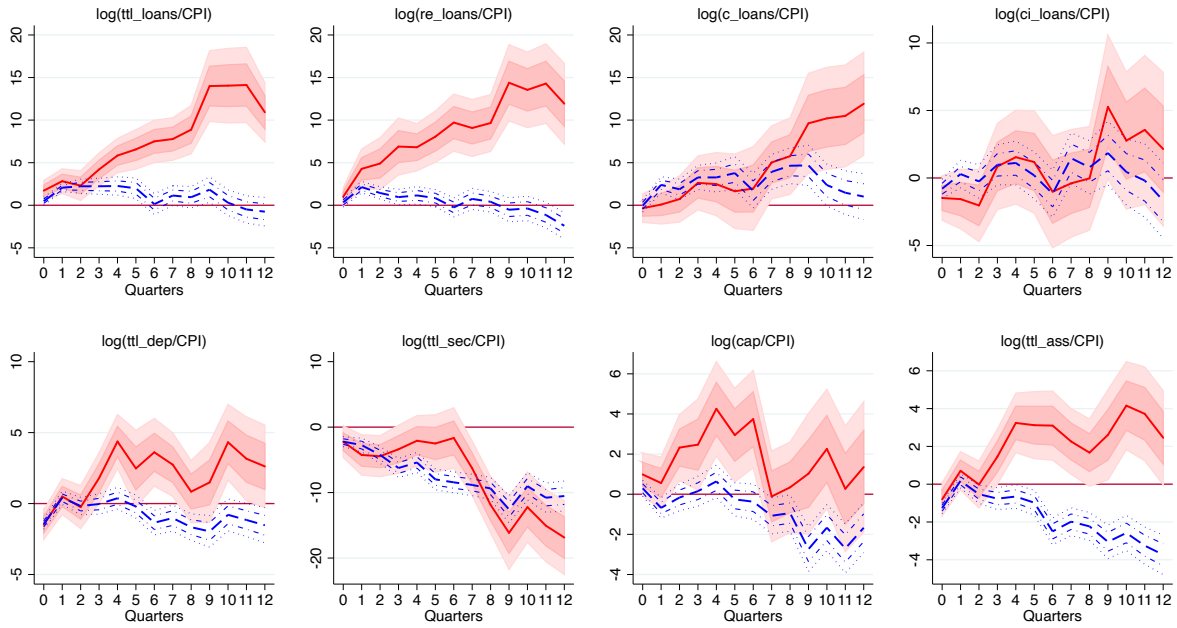 log(ttl_loans/CPI)
20
15
10
5
0
-5
0 1 2 3 4 5 6 7 8 9 10 11 12
Quarters
log(re_loans/CPI)
20
15
10
5
0
-5
0 1 2 3 4 5 6 7 8 9 10 11 12
Quarters
log(c_loans/CPI)
20
15
10
5
0
-5
0 1 2 3 4 5 6 7 8 9 10 11 12
Quarters
log(ci_loans/CPI)
10
5
0
-5
0 1 2 3 4 5 6 7 8 9 10 11 12
Quarters
log(ttl_dep/CPI)
10
5
0
-5
0 1 2 3 4 5 6 7 8 9 10 11 12
Quarters
log(ttl_sec/CPI)
10
0
-10
-20
0 1 2 3 4 5 6 7 8 9 10 11 12
Quarters
log(cap/CPI)
6
4
2
0
-2
-4
0 1 2 3 4 5 6 7 8 9 10 11 12
Quarters
log(ttl_ass/CPI)
6
4
2
0
-2
-4
0 1 2 3 4 5 6 7 8 9 10 11 12
Quarters